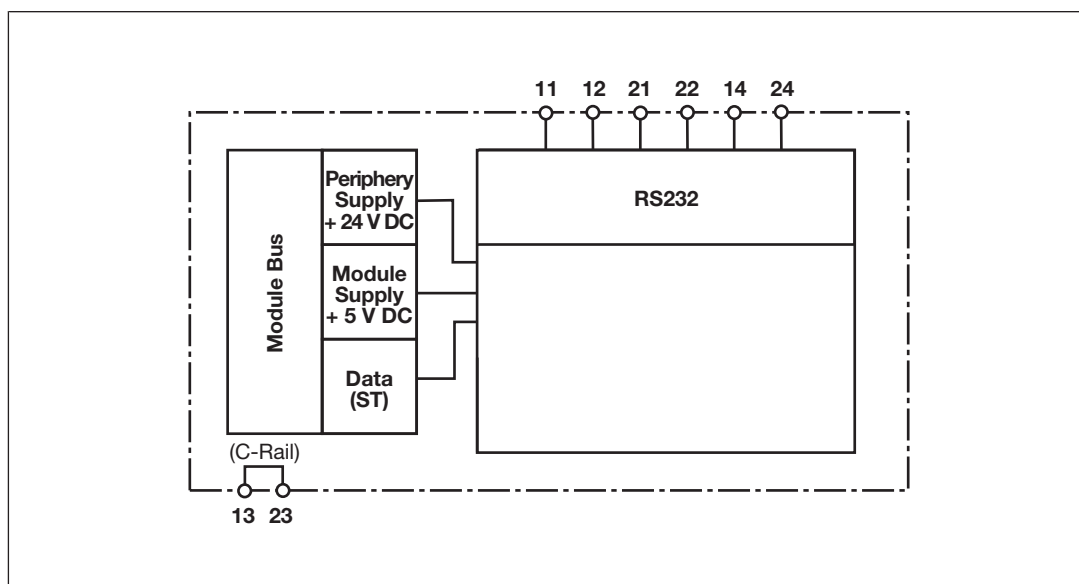 11 12 21 22 14 24
Periphery
Supply
+ 24 V DC
RS232
Module Bus
Module
Supply
+ 5 V DC
Data
(ST)
(C-Rail)
13 23